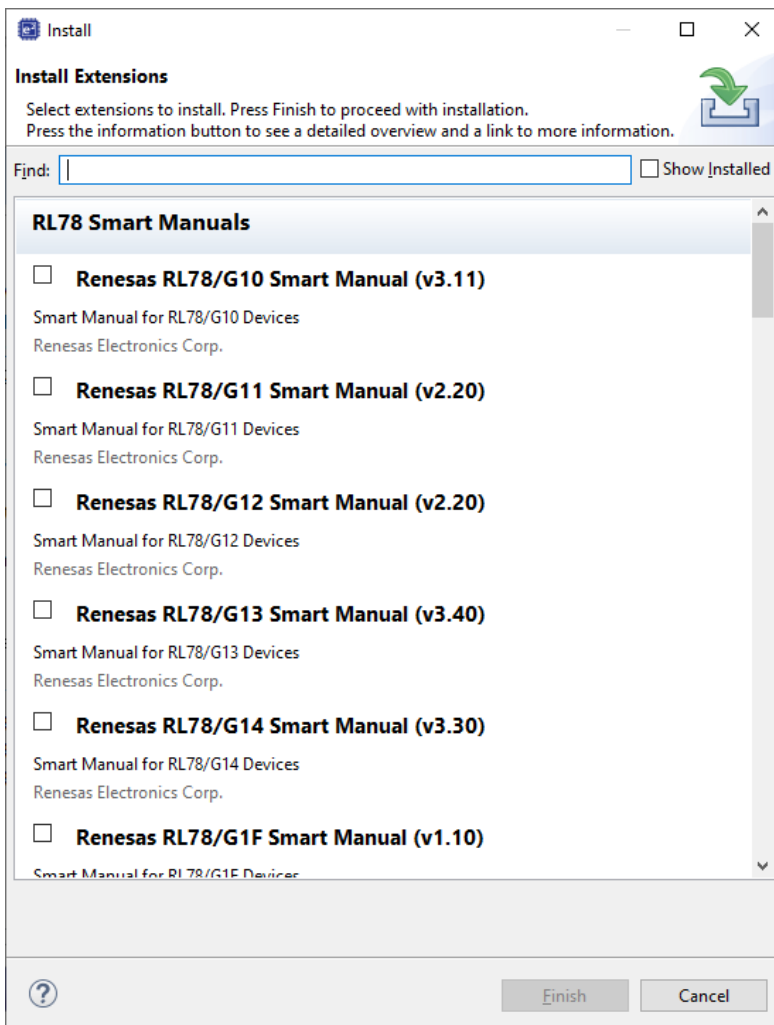 Install
Install Extensions
Select extensions to install. Press Finish to proceed with installation.
Press the information button to see a detailed overview and a link to more information.
Find:
Show Installed
RL78 Smart Manuals
Renesas RL78/G10 Smart Manual (v3.11)
Smart Manual for RL78/G10 Devices
Renesas Electronics Corp.
Renesas RL78/G11 Smart Manual (v2.20)
Smart Manual for RL78/G11 Devices
Renesas Electronics Corp.
Renesas RL78/G12 Smart Manual (v2.20)
Smart Manual for RL78/G12 Devices
Renesas Electronics Corp.
Renesas RL78/G13 Smart Manual (v3.40)
Smart Manual for RL78/G13 Devices
Renesas Electronics Corp.
Renesas RL78/G14 Smart Manual (v3.30)
Smart Manual for RL78/G14 Devices
Renesas Electronics Corp.
Renesas RL78/G1F Smart Manual (v1.10)
Smart Manual for RL78/G1F Devices
Finish
Cancel